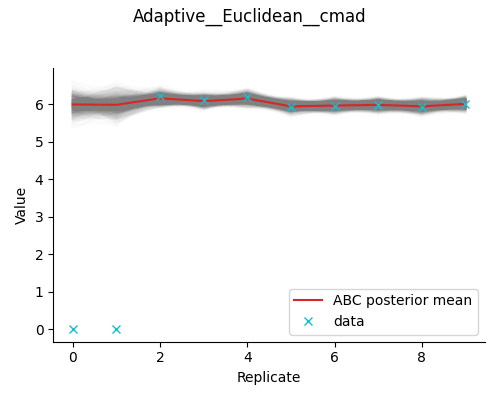 Adaptive__Euclidean__cmad
Value
6
5
4
3
2
1
0
ABC posterior mean
data
0 2 4 6 8
Replicate